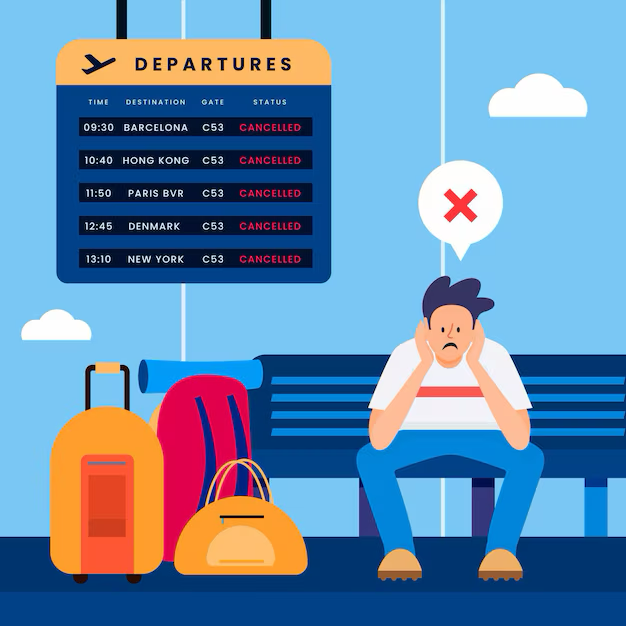 DEPARTURES
TIME DESTINATION GATE STATUS
09:30 BARCELONA C53 CANCELLED
10:40 HONG KONG C53 CANCELLED
11:50 PARIS BVR C53 CANCELLED
12:45 DENMARK C53 CANCELLED
13:10 NEW YORK C53 CANCELLED